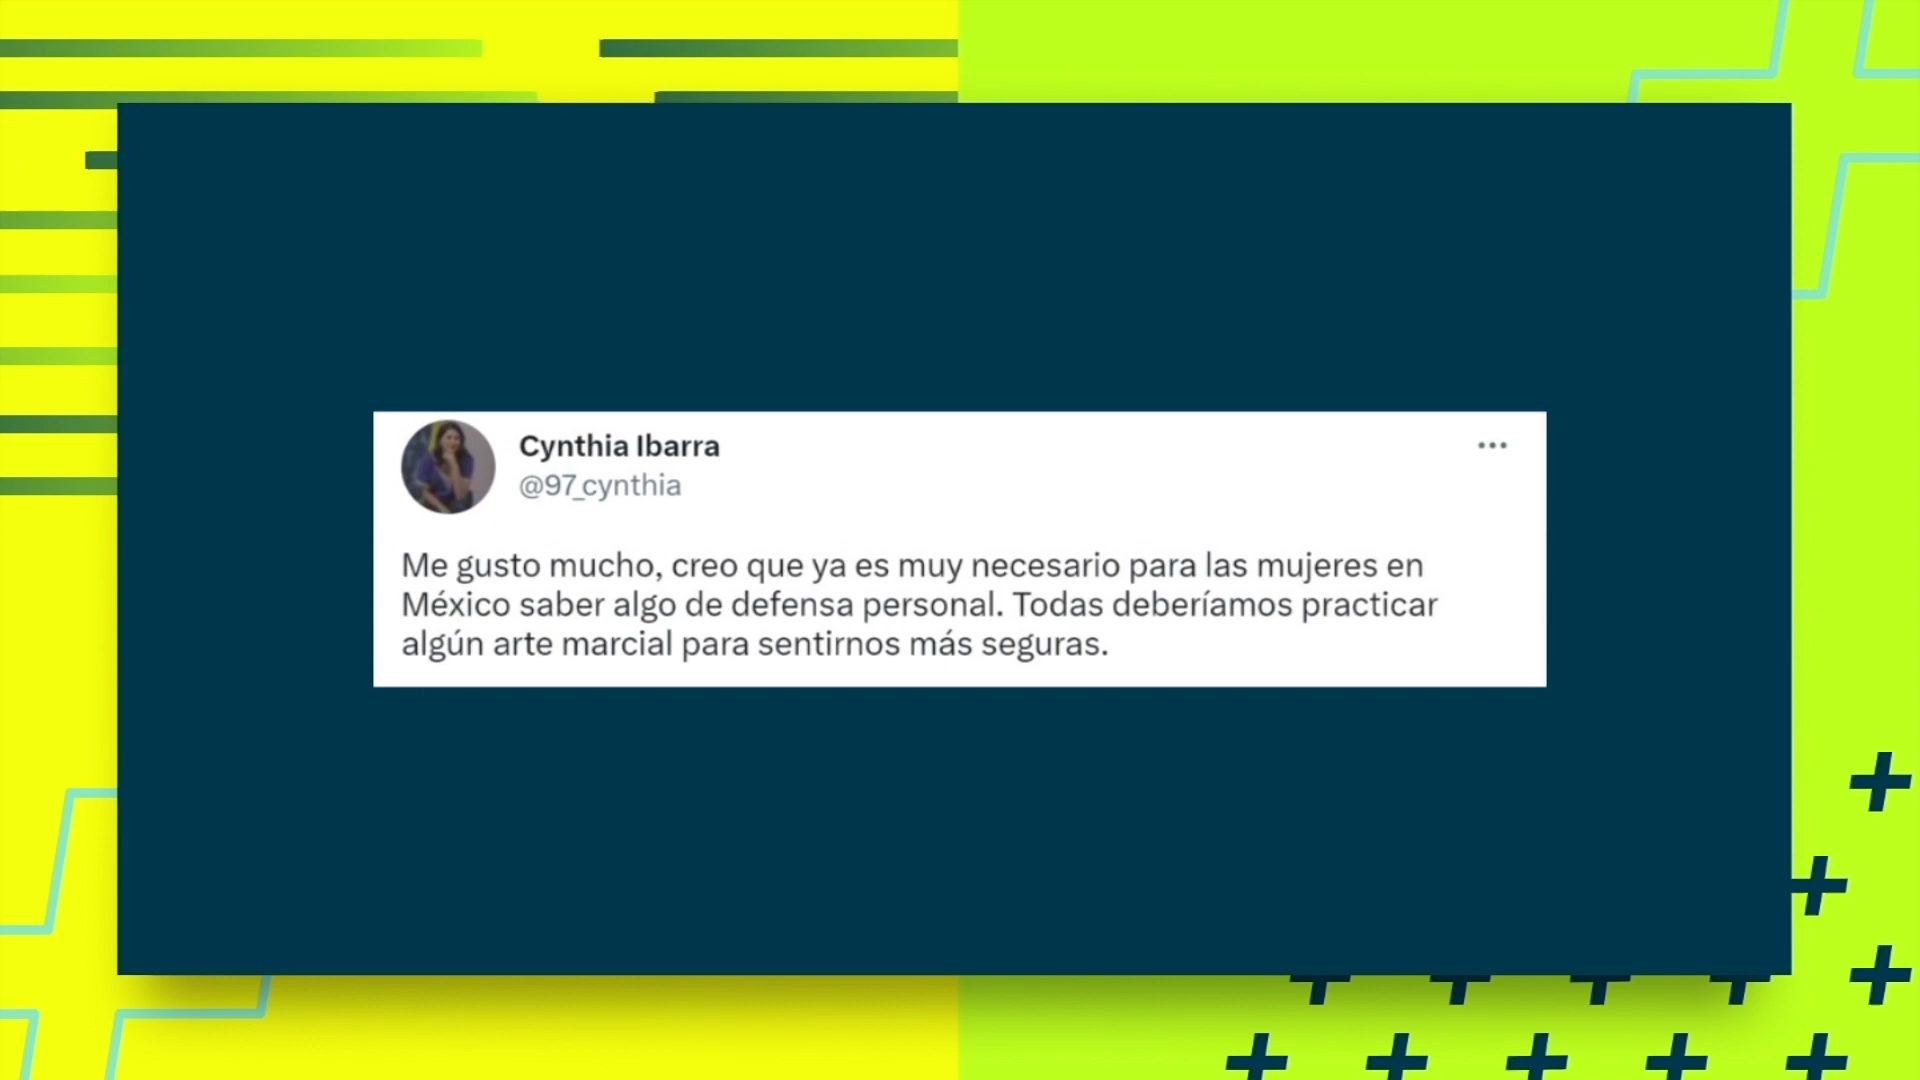 Cynthia Ibarra
@97_cynthia
Me gusto mucho, creo que ya es muy necesario para las mujeres en
México saber algo de defensa personal. Todas deberíamos practicar
algún arte marcial para sentirnos más seguras.